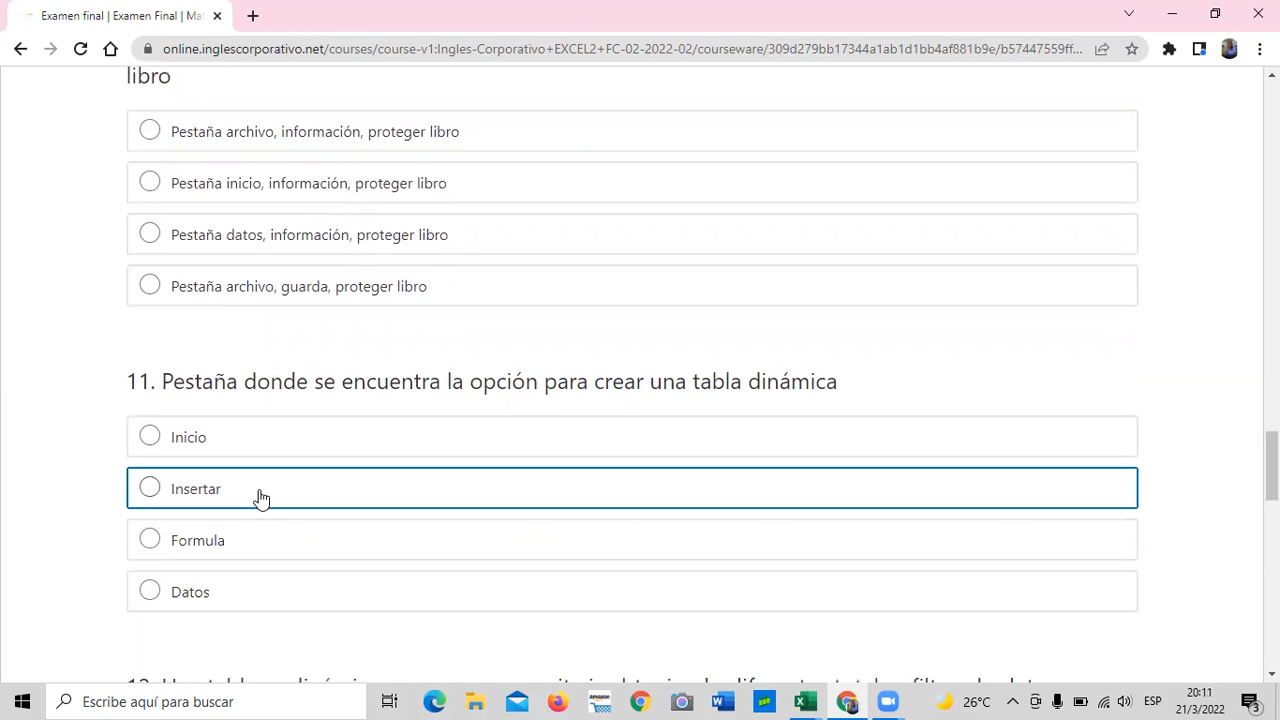 Examen final | Examen Final | Ma
online.inglescorporativo.net/courses/course-v1:Ingles-Corporativo+EXCEL2+FC-02-2022-02/courseware/309d279bb17344a1ab1d1bb4af881b9e/b57447559ff...
libro
Pestaña archivo, información, proteger libro
Pestaña inicio, información, proteger libro
Pestaña datos, información, proteger libro
Pestaña archivo, guarda, proteger libro
11. Pestaña donde se encuentra la opción para crear una tabla dinámica
Inicio
Insertar
Formula
Datos
Escribe aquí para buscar
26°C
ESP
20:11
21/3/2022
3